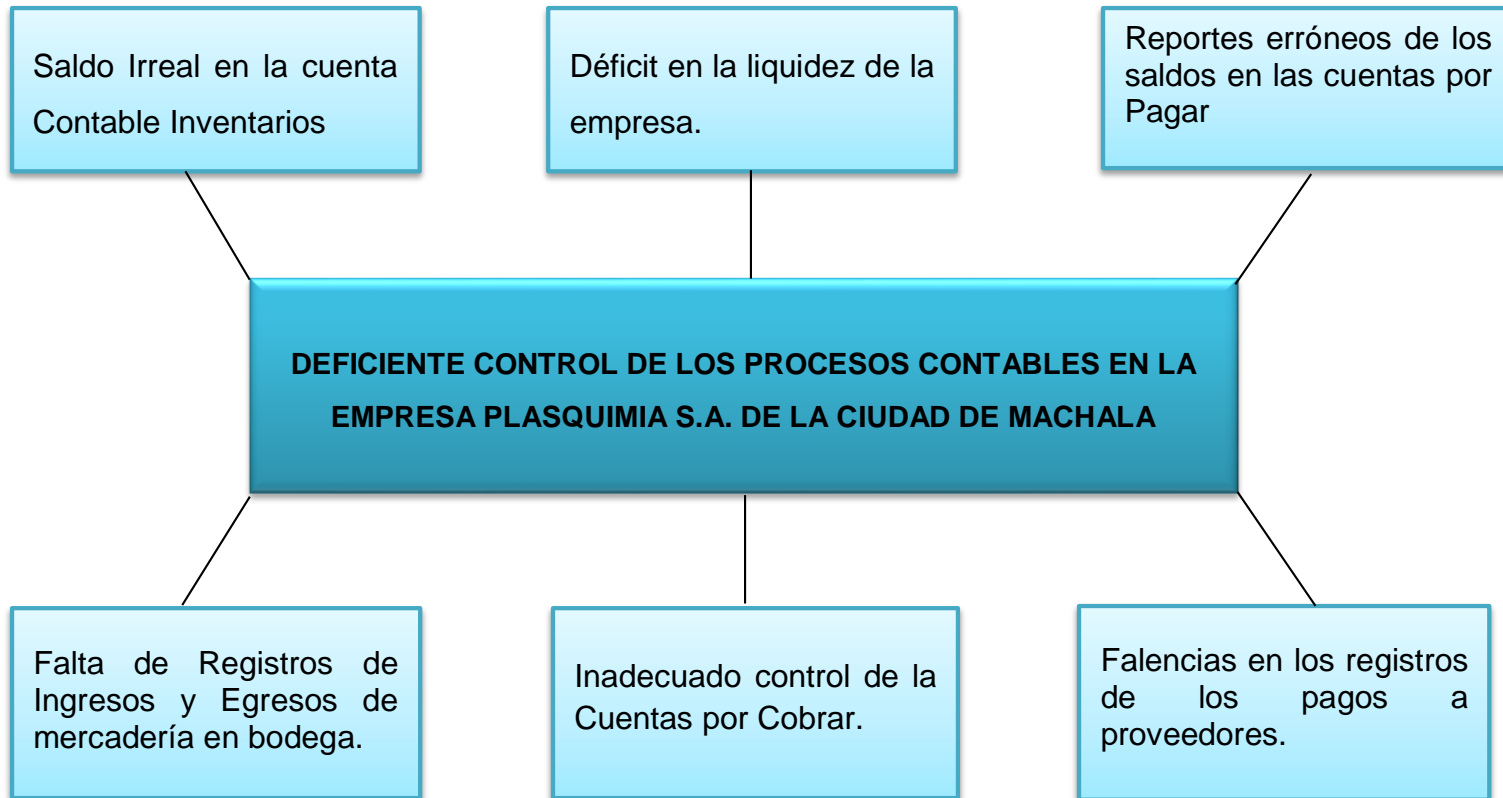 Saldo Irreal en la cuenta
Contable Inventarios
Déficit en la liquidez de la
empresa.
Reportes erróneos de los
saldos en las cuentas por
Pagar
DEFICIENTE CONTROL DE LOS PROCESOS CONTABLES EN LA
EMPRESA PLASQUIMIA S.A. DE LA CIUDAD DE MACHALA
Falta de Registros de
Ingresos y Egresos de
mercadería en bodega.
Inadecuado control de la
Cuentas por Cobrar.
Falencias en los registros
de los pagos a
proveedores.